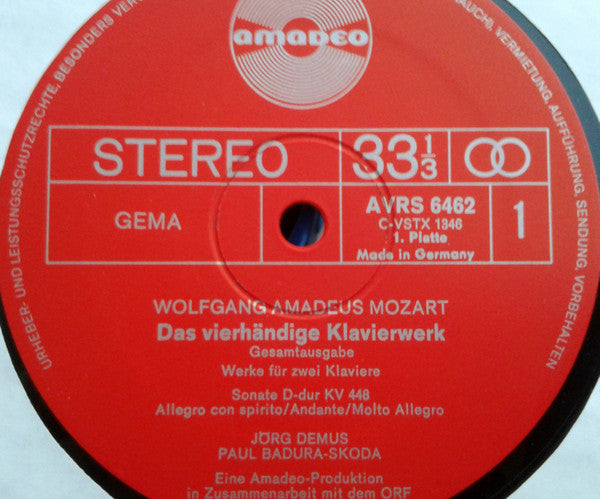 URHEBER- UND LEISTUNGSSCHUTZRECHTE, BESONDERS VER
RAUCH), VERMIETUNG, AUFFÜHRUNG, SENDUNG, VORBEHALTEN
amadeo
STEREO
33 1/3
GEMA
AVRS 6462
C-VSTX 1346
1. Platte
Made in Germany
1
WOLFGANG AMADEUS MOZART
Das vierhändige Klavierwerk
Gesamtausgabe
Werke für zwei Klaviere
Sonate D-dur KV 448
Allegro con spirito/Andante/Molto Allegro
JÖRG DEMUS
PAUL BADURA-SKODA
Eine Amadeo-Produktion
in Zusammenarbeit mit dem ORF